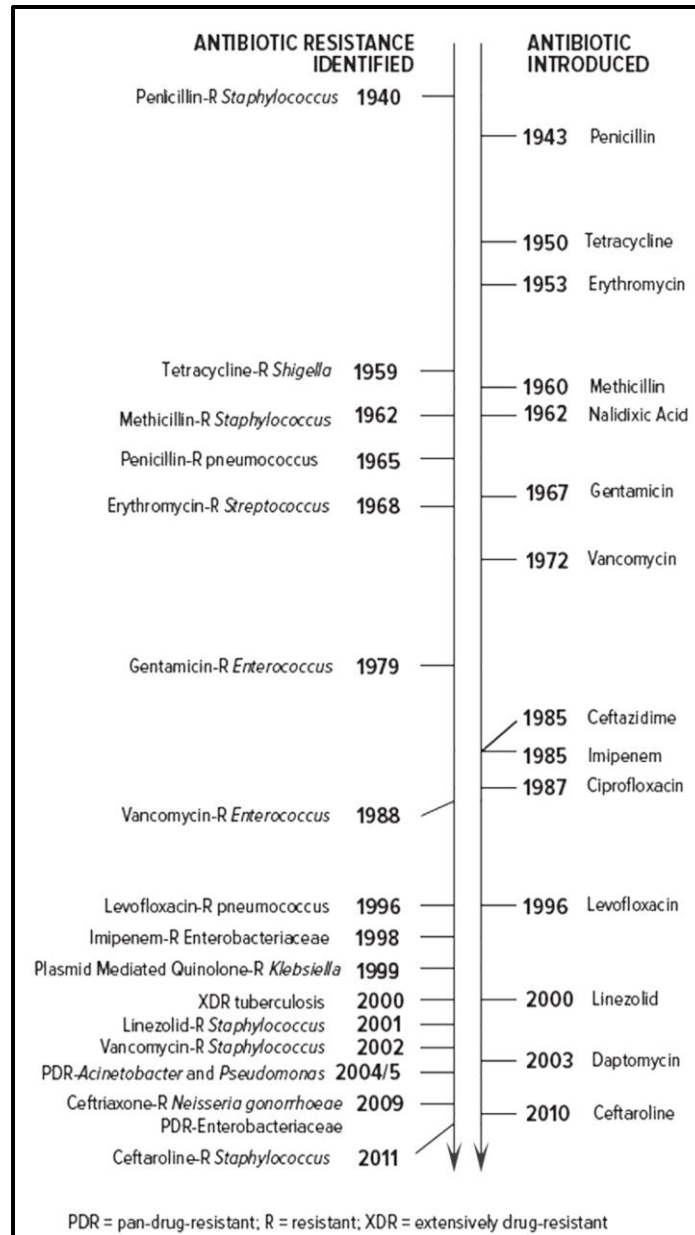 ANTIBIOTIC RESISTANCE
IDENTIFIED
ANTIBIOTIC
INTRODUCED
Penicillin-R Staphylococcus 1940
1943 Penicillin
1950 Tetracycline
1953 Erythromycin
Tetracycline-R Shigella 1959
1960 Methicillin
Methicillin-R Staphylococcus 1962
1962 Nalidixic Acid
Penicillin-R pneumococcus 1965
1967 Gentamicin
Erythromycin-R Streptococcus 1968
1972 Vancomycin
Gentamicin-R Enterococcus 1979
1985 Ceftazidime
1985 Imipenem
1987 Ciprofloxacin
Vancomycin-R Enterococcus 1988
Levofloxacin-R pneumococcus 1996
1996 Levofloxacin
Imipenem-R Enterobacteriaceae 1998
Plasmid Mediated Quinolone-R Klebsiella 1999
XDR tuberculosis 2000
2000 Linezolid
Linezolid-R Staphylococcus 2001
Vancomycin-R Staphylococcus 2002
2003 Daptomycin
PDR-Acinetobacter and Pseudomonas 2004/5
Ceftriaxone-R Neisseria gonorrhoeae 2009
PDR-Enterobacteriaceae
2010 Ceftaroline
Ceftaroline-R Staphylococcus 2011
PDR = pan-drug-resistant; R = resistant; XDR = extensively drug-resistant